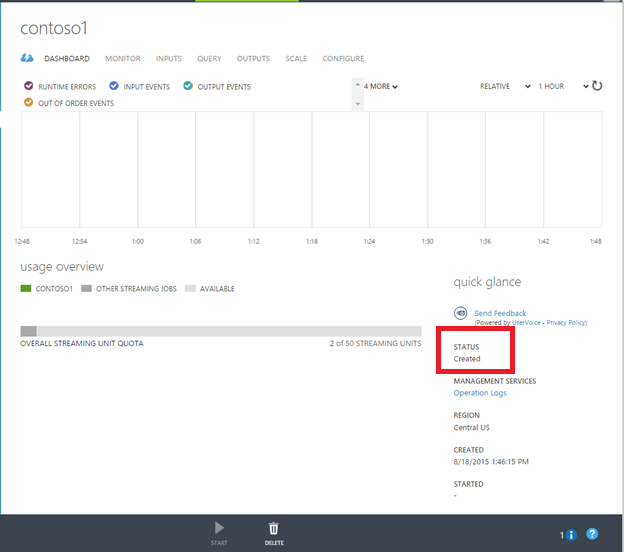 contoso1
DASHBOARD MONITOR INPUTS QUERY OUTPUTS SCALE CONFIGURE
RUNTIME ERRORS INPUT EVENTS OUTPUT EVENTS 4 MORE RELATIVE 1 HOUR
OUT OF ORDER EVENTS
12:48 12:54 1:00 1:06 1:12 1:18 1:24 1:30 1:36 1:42 1:48
usage overview
CONTOSO1 OTHER STREAMING JOBS AVAILABLE
OVERALL STREAMING UNIT QUOTA 2 of 50 STREAMING UNITS
quick glance
Send Feedback
(Powered by UserVoice - Privacy Policy)
STATUS
Created
MANAGEMENT SERVICES
Operation Logs
REGION
Central US
CREATED
8/18/2015 1:46:15 PM
STARTED
-
START DELETE 1 i ?